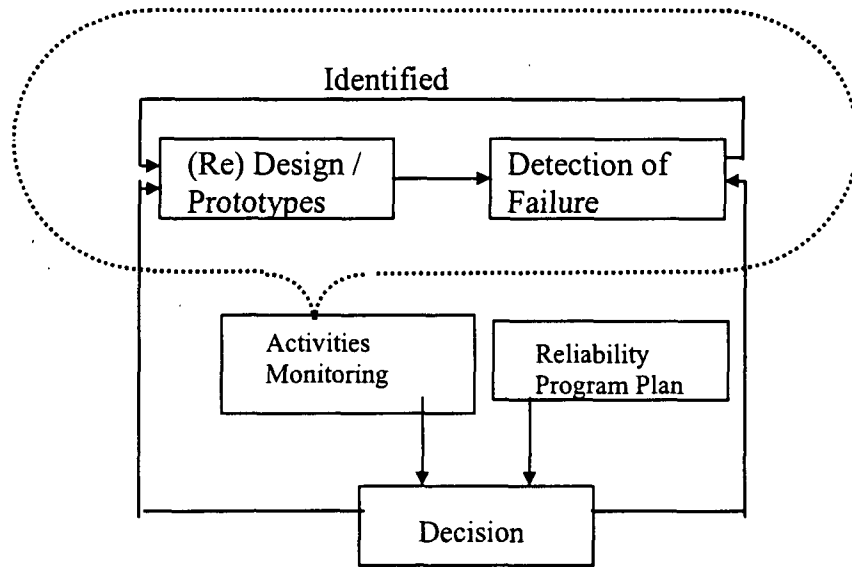 Identified
(Re) Design /
Prototypes
Detection of
Failure
Activities
Monitoring
Reliability
Program Plan
Decision